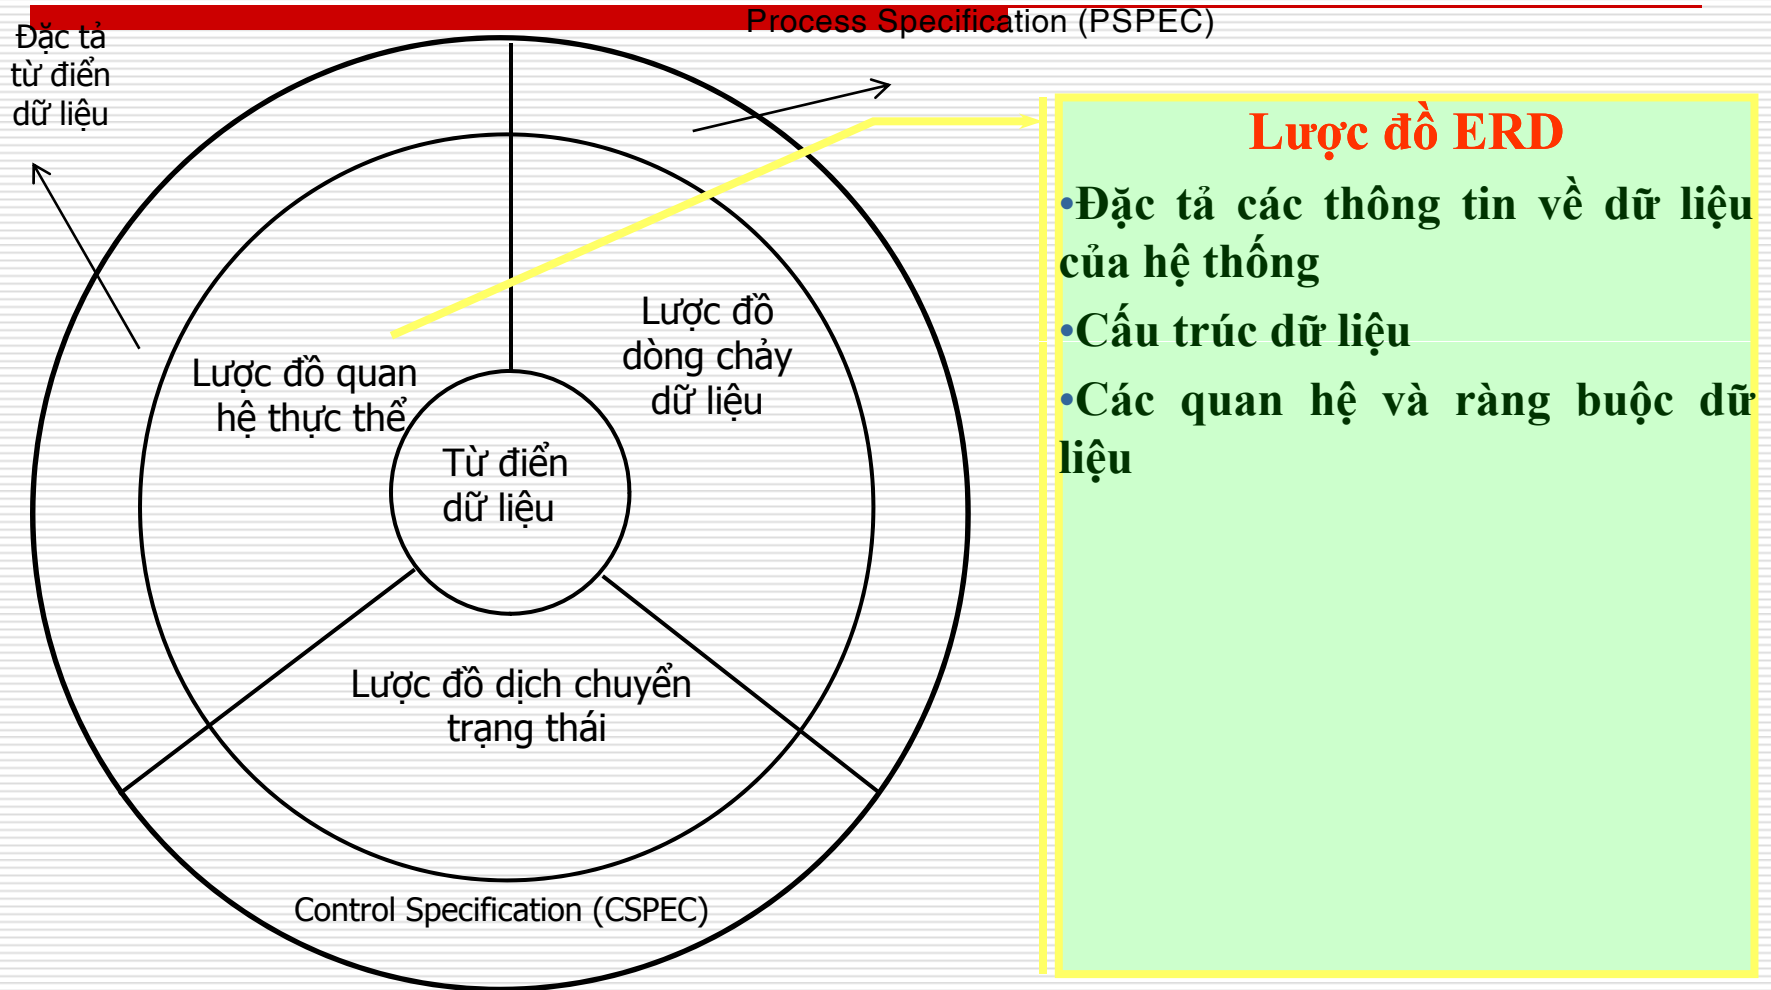 Process Specification (PSPEC)
Đặc tả
từ điển
dữ liệu
Lược đồ quan
hệ thực thể
Lược đồ
dòng chảy
dữ liệu
Từ điển
dữ liệu
Lược đồ dịch chuyển
trạng thái
Control Specification (CSPEC)
Lược đồ ERD
•Đặc tả các thông tin về dữ liệu
của hệ thống
•Cấu trúc dữ liệu
•Các quan hệ và ràng buộc dữ
liệu